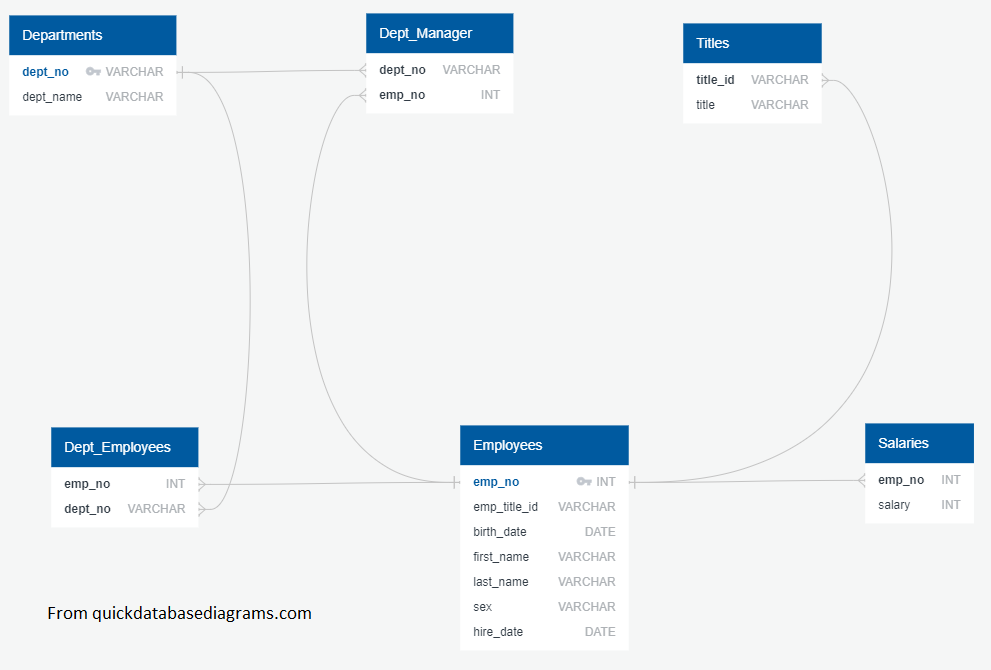 Departments
dept_no VARCHAR
dept_name VARCHAR
Dept_Manager
dept_no VARCHAR
emp_no INT
Titles
title_id VARCHAR
title VARCHAR
Dept_Employees
emp_no INT
dept_no VARCHAR
Employees
emp_no INT
emp_title_id VARCHAR
birth_date DATE
first_name VARCHAR
last_name VARCHAR
sex VARCHAR
hire_date DATE
Salaries
emp_no INT
salary INT
From quickdatabasediagrams.com